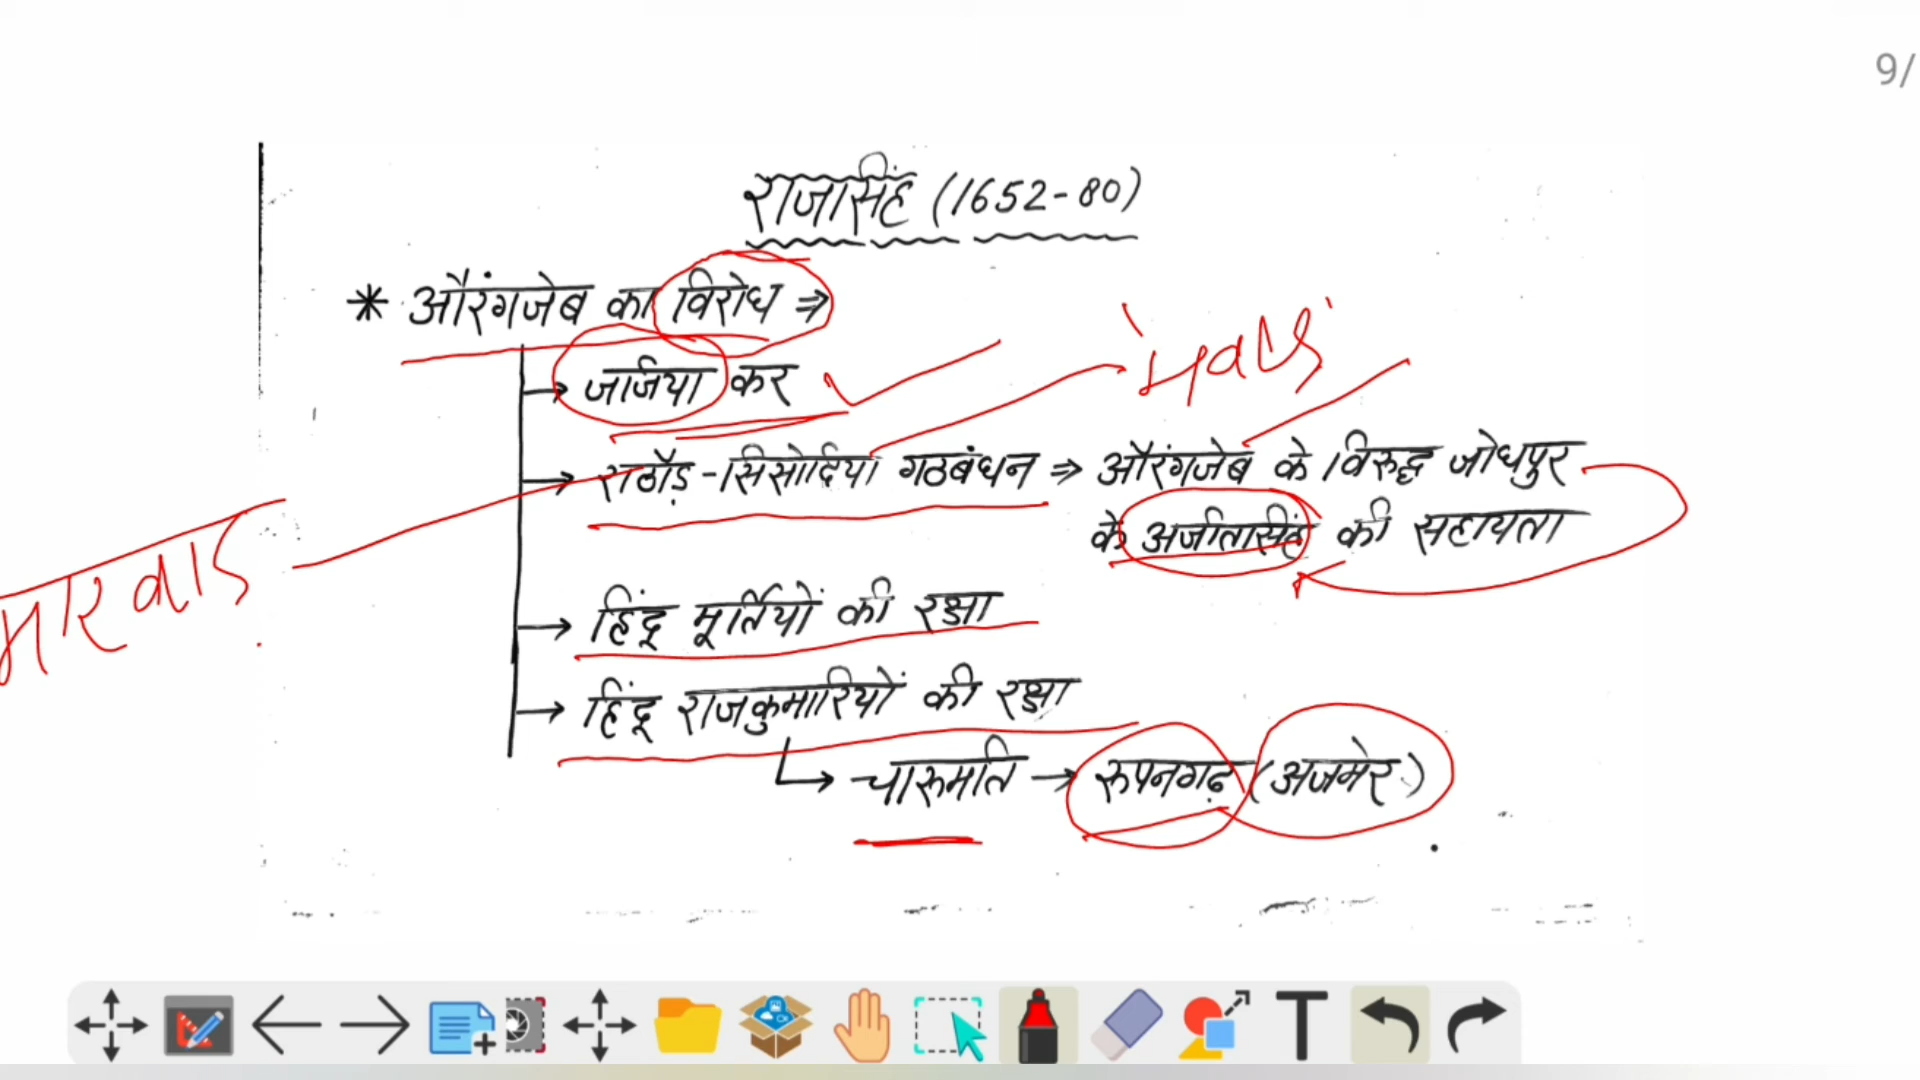 9/
राजसिंह (1652-80)
* औरंगजेब का विरोध ⇒
→ जजिया कर
→ राठौड़-सिसोदिया गठबंधन ⇒ औरंगजेब के विरुद्ध जोधपुर
के अजीतसिंह की सहायता
मारवाड़
→ हिंदू मूर्तियों की रक्षा
→ हिंदू राजकुमारियों की रक्षा
↳ चारूमति → रूपनगढ़ (अजमेर)
T